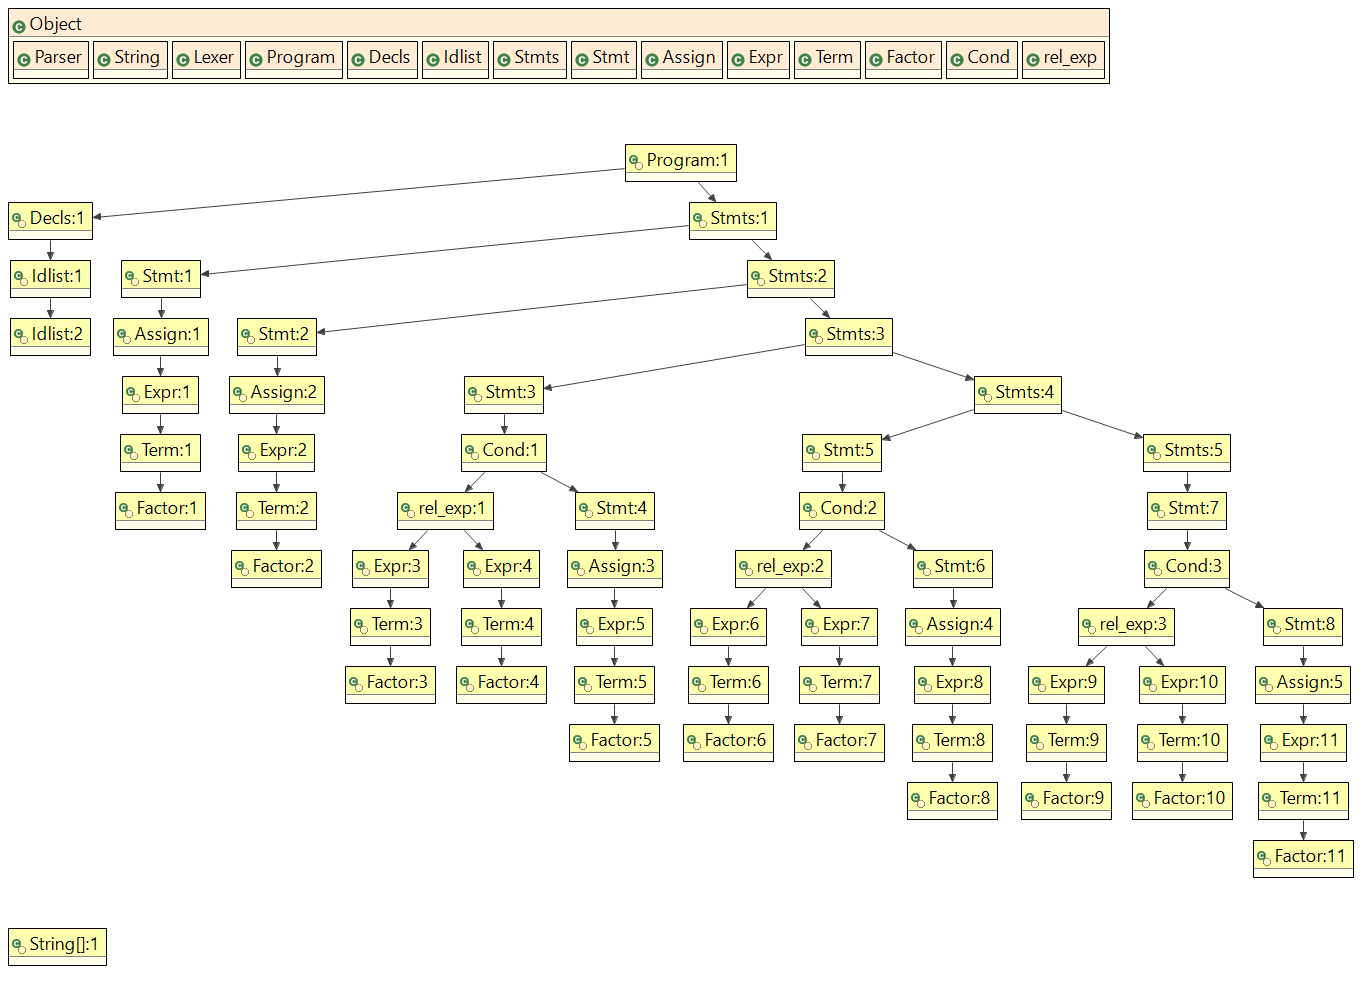 Object
Parser String Lexer Program Decls Idlist Stmts Stmt Assign Expr Term Factor Cond rel_exp
Program:1
Decls:1 Stmts:1
Idlist:1 Stmt:1 Stmts:2
Idlist:2 Assign:1 Stmt:2 Stmts:3
Expr:1 Assign:2 Stmt:3 Stmts:4
Term:1 Expr:2 Cond:1 Stmt:5 Stmts:5
Factor:1 Term:2 rel_exp:1 Stmt:4 Cond:2 Stmt:7
Factor:2 Expr:3 Expr:4 Assign:3 rel_exp:2 Stmt:6 Cond:3
Term:3 Term:4 Expr:5 Expr:6 Expr:7 Assign:4 rel_exp:3 Stmt:8
Factor:3 Factor:4 Term:5 Term:6 Term:7 Expr:8 Expr:9 Expr:10 Assign:5
Factor:5 Factor:6 Factor:7 Term:8 Term:9 Term:10 Expr:11
Factor:8 Factor:9 Factor:10 Term:11
Factor:11
String[]:1